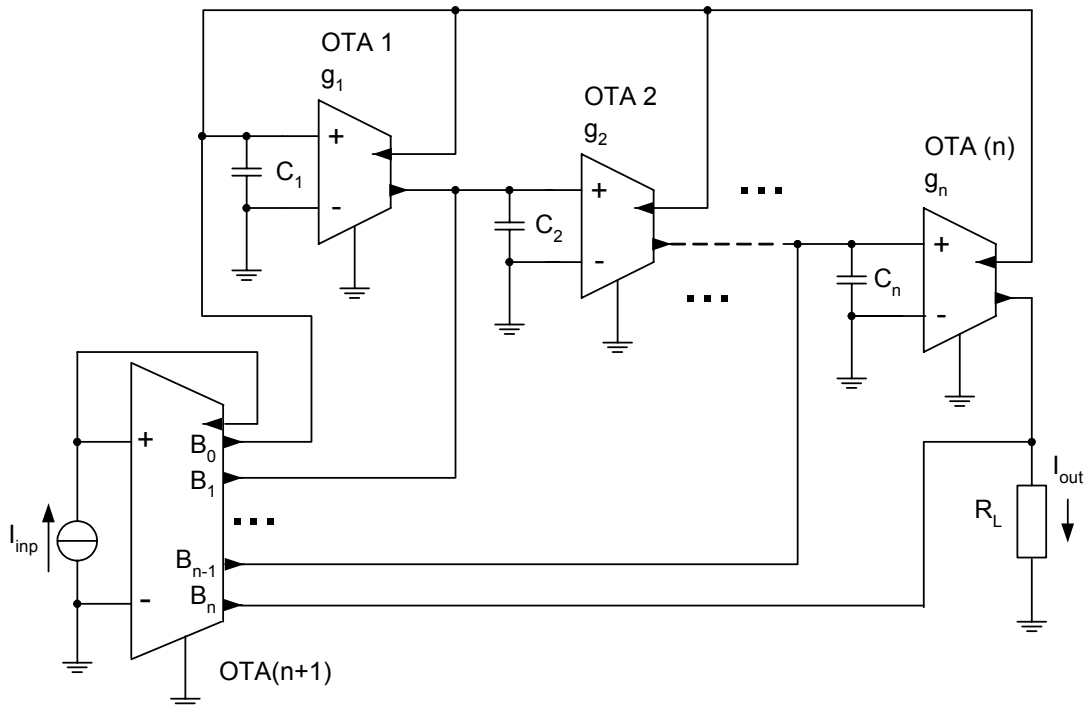 OTA 1
g₁
OTA 2
g₂
OTA (n)
gₙ
+
-
C₁
+
-
C₂
...
...
+
-
Cₙ
+
-
B₀
B₁
...
Bₙ₋₁
Bₙ
Iᵢₙₚ
Iₒᵤₜ
R_L
OTA(n+1)